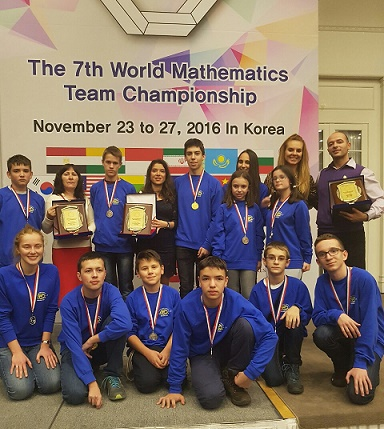 The 7th World Mathematics
Team Championship
November 23 to 27, 2016 In Korea